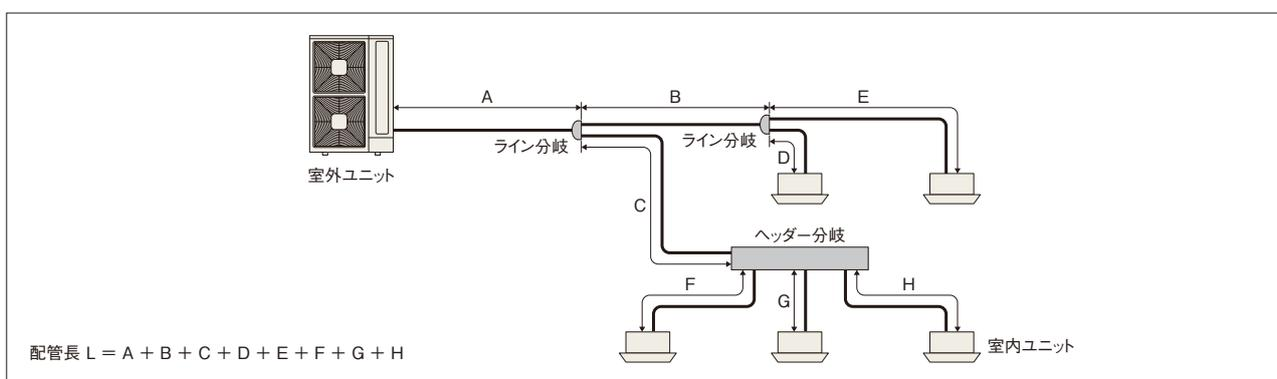 A
B
E
ライン分岐
ライン分岐
D
室外ユニット
C
ヘッダー分岐
F
G
H
室内ユニット
配管長 L = A + B + C + D + E + F + G + H